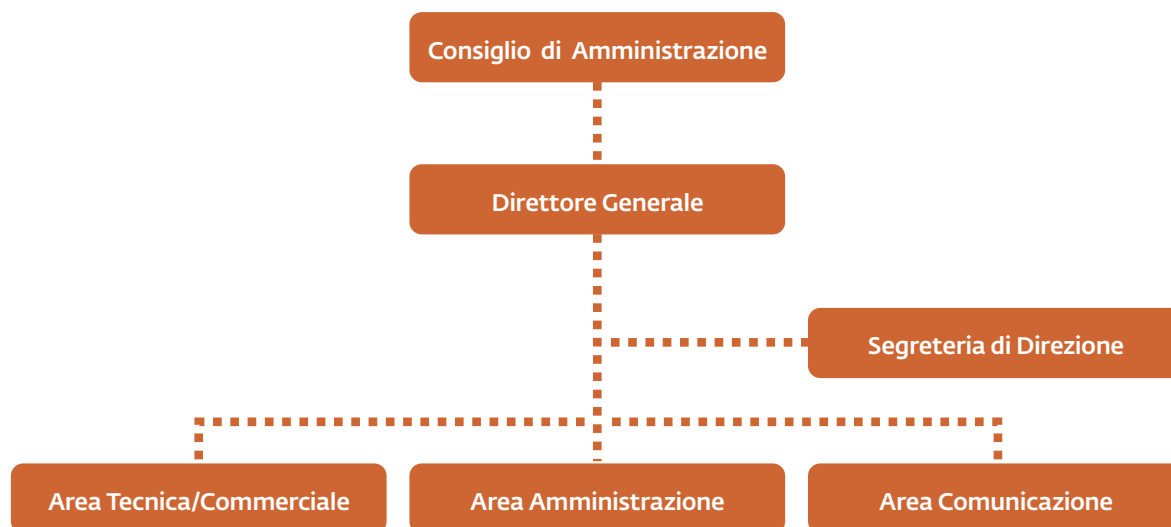 Consiglio di Amministrazione
Direttore Generale
Segreteria di Direzione
Area Tecnica/Commerciale
Area Amministrazione
Area Comunicazione